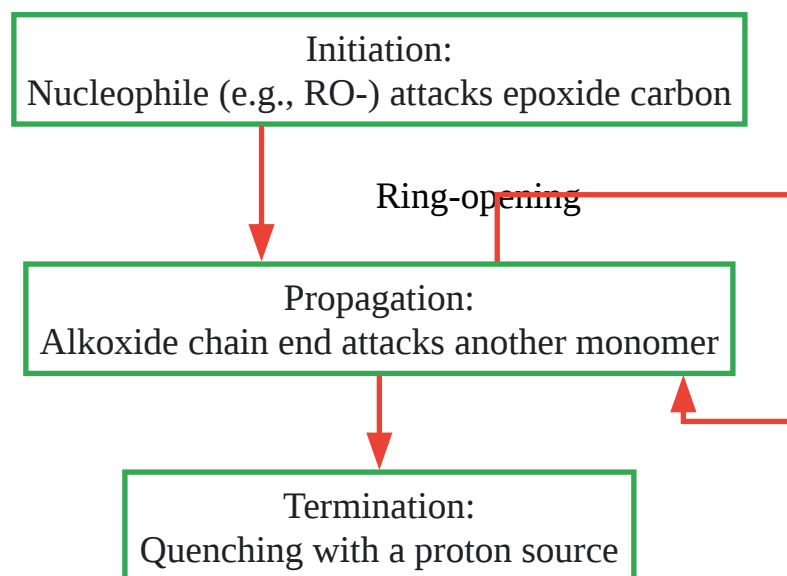 Initiation:
Nucleophile (e.g., RO-) attacks epoxide carbon
Ring-opening
Propagation:
Alkoxide chain end attacks another monomer
Termination:
Quenching with a proton source